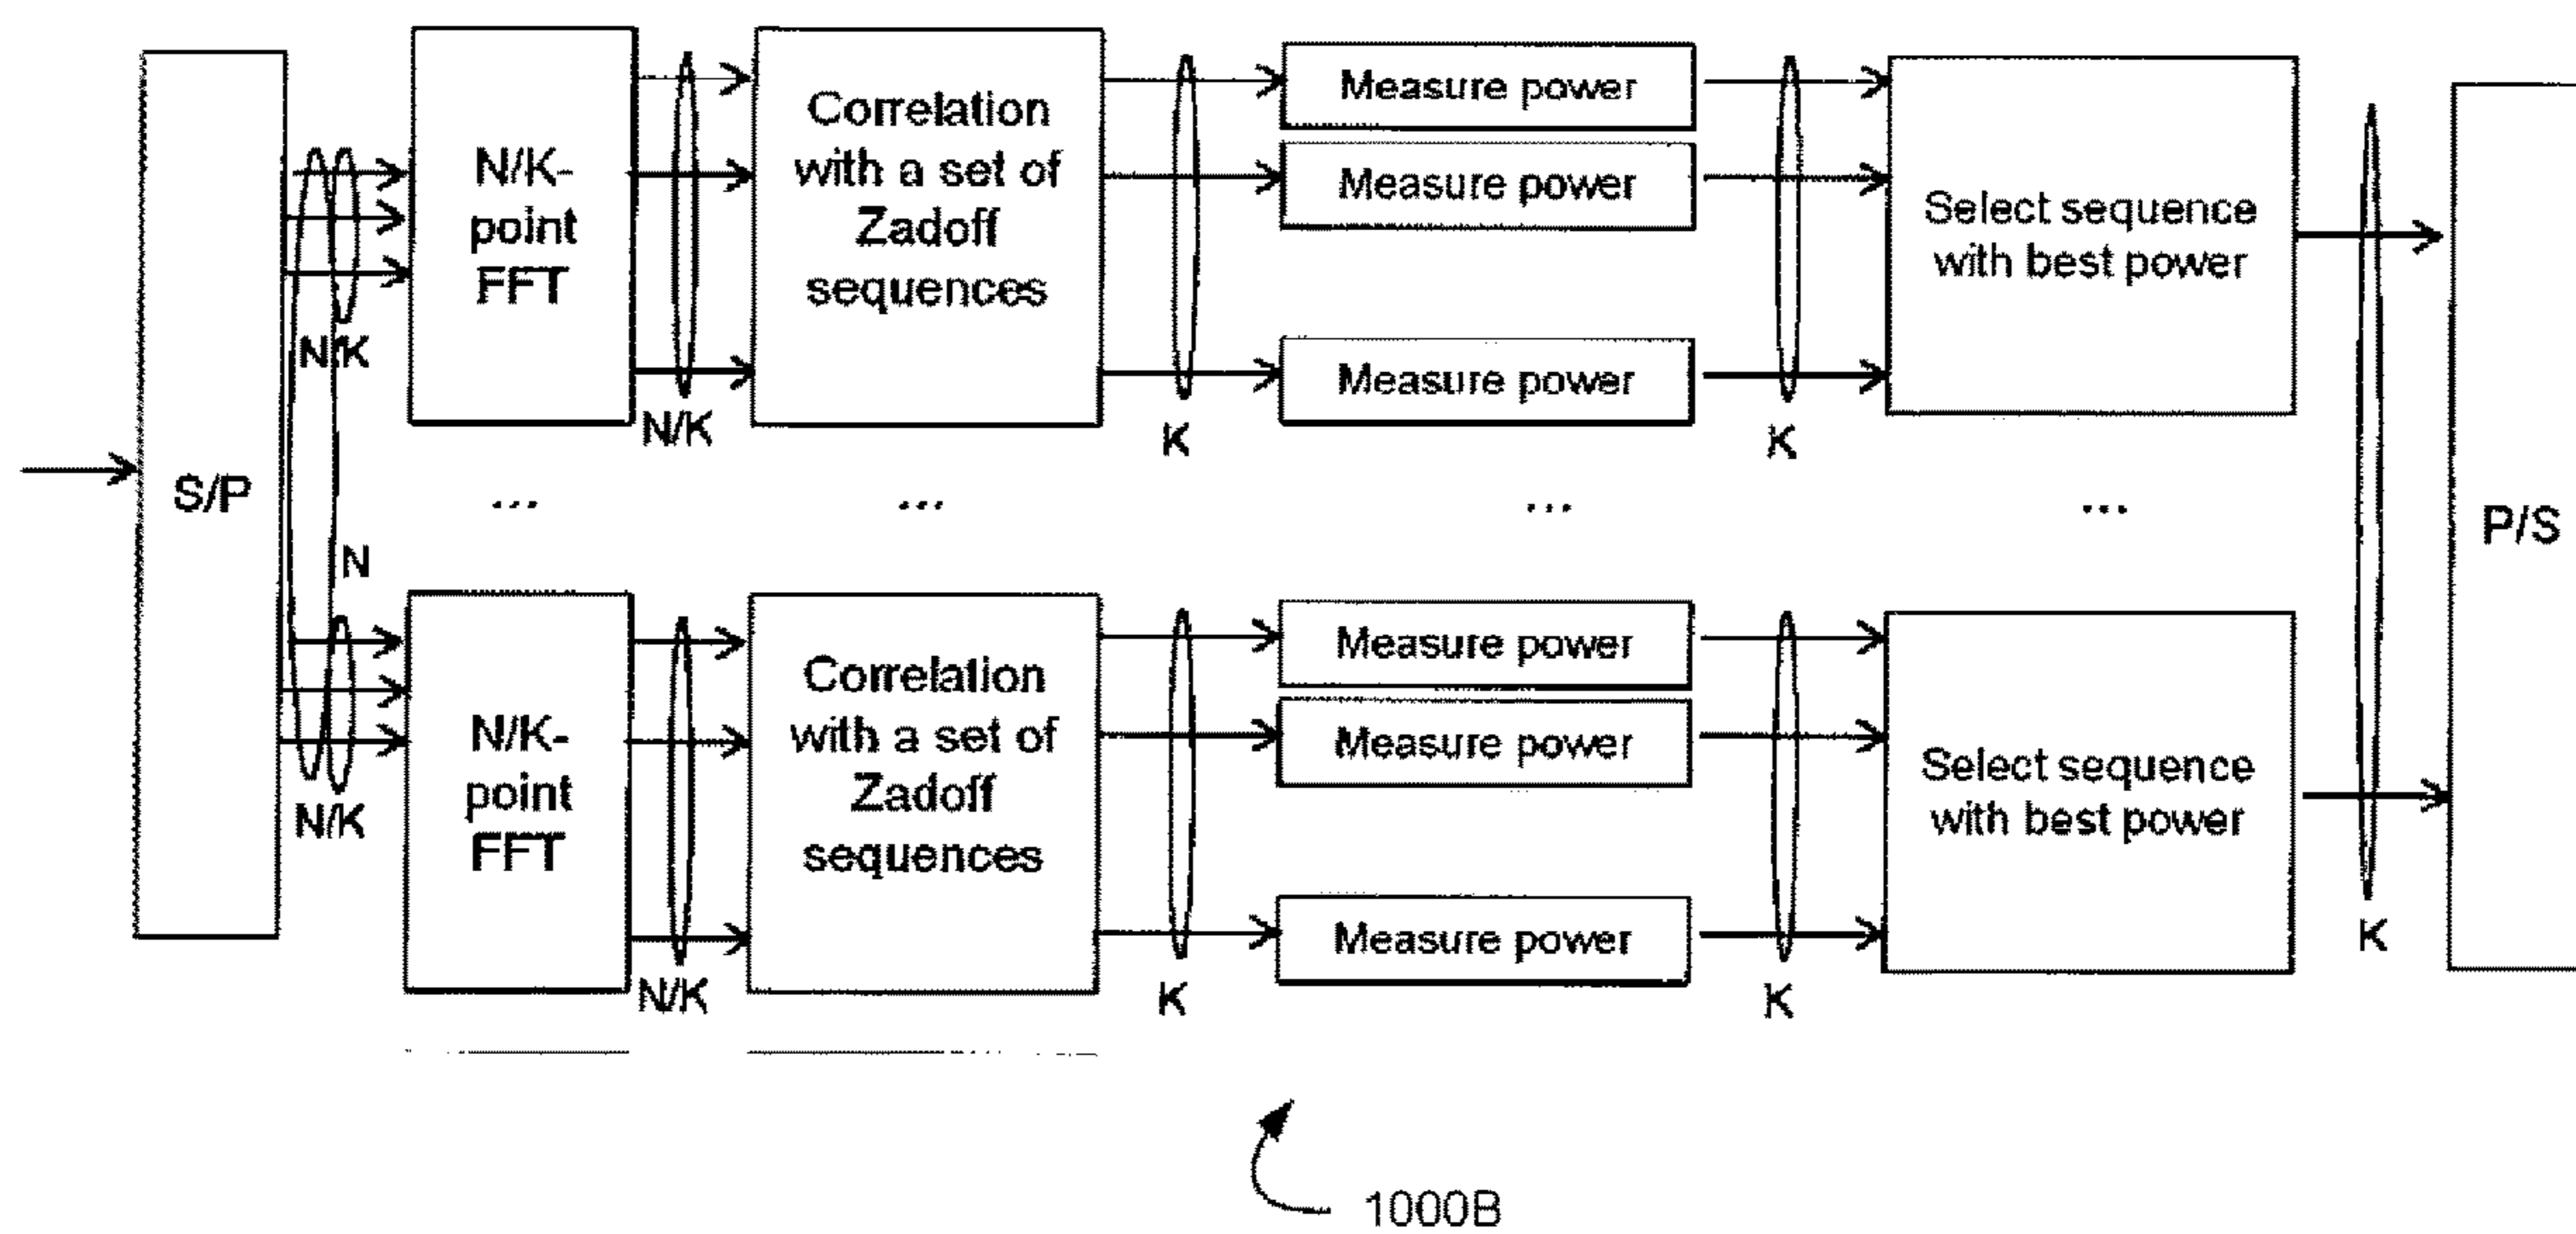 S/P
N/K
N
N/K
N/K-
point
FFT
N/K
Correlation
with a set of
Zadoff
sequences
K
Measure power
Measure power
Measure power
K
Select sequence
with best power
...
...
...
...
N/K-
point
FFT
N/K
Correlation
with a set of
Zadoff
sequences
K
Measure power
Measure power
Measure power
K
Select sequence
with best power
K
P/S
1000B